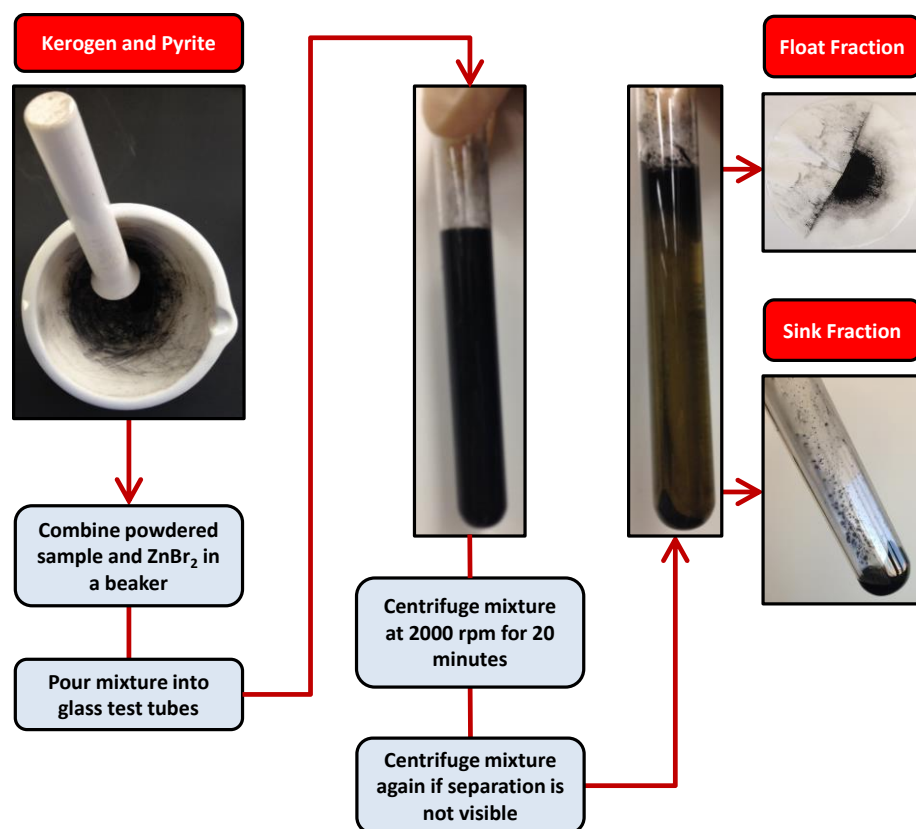 Kerogen and Pyrite
Combine powdered
sample and ZnBr₂ in
a beaker
Pour mixture into
glass test tubes
Centrifuge mixture
at 2000 rpm for 20
minutes
Centrifuge mixture
again if separation is
not visible
Float Fraction
Sink Fraction